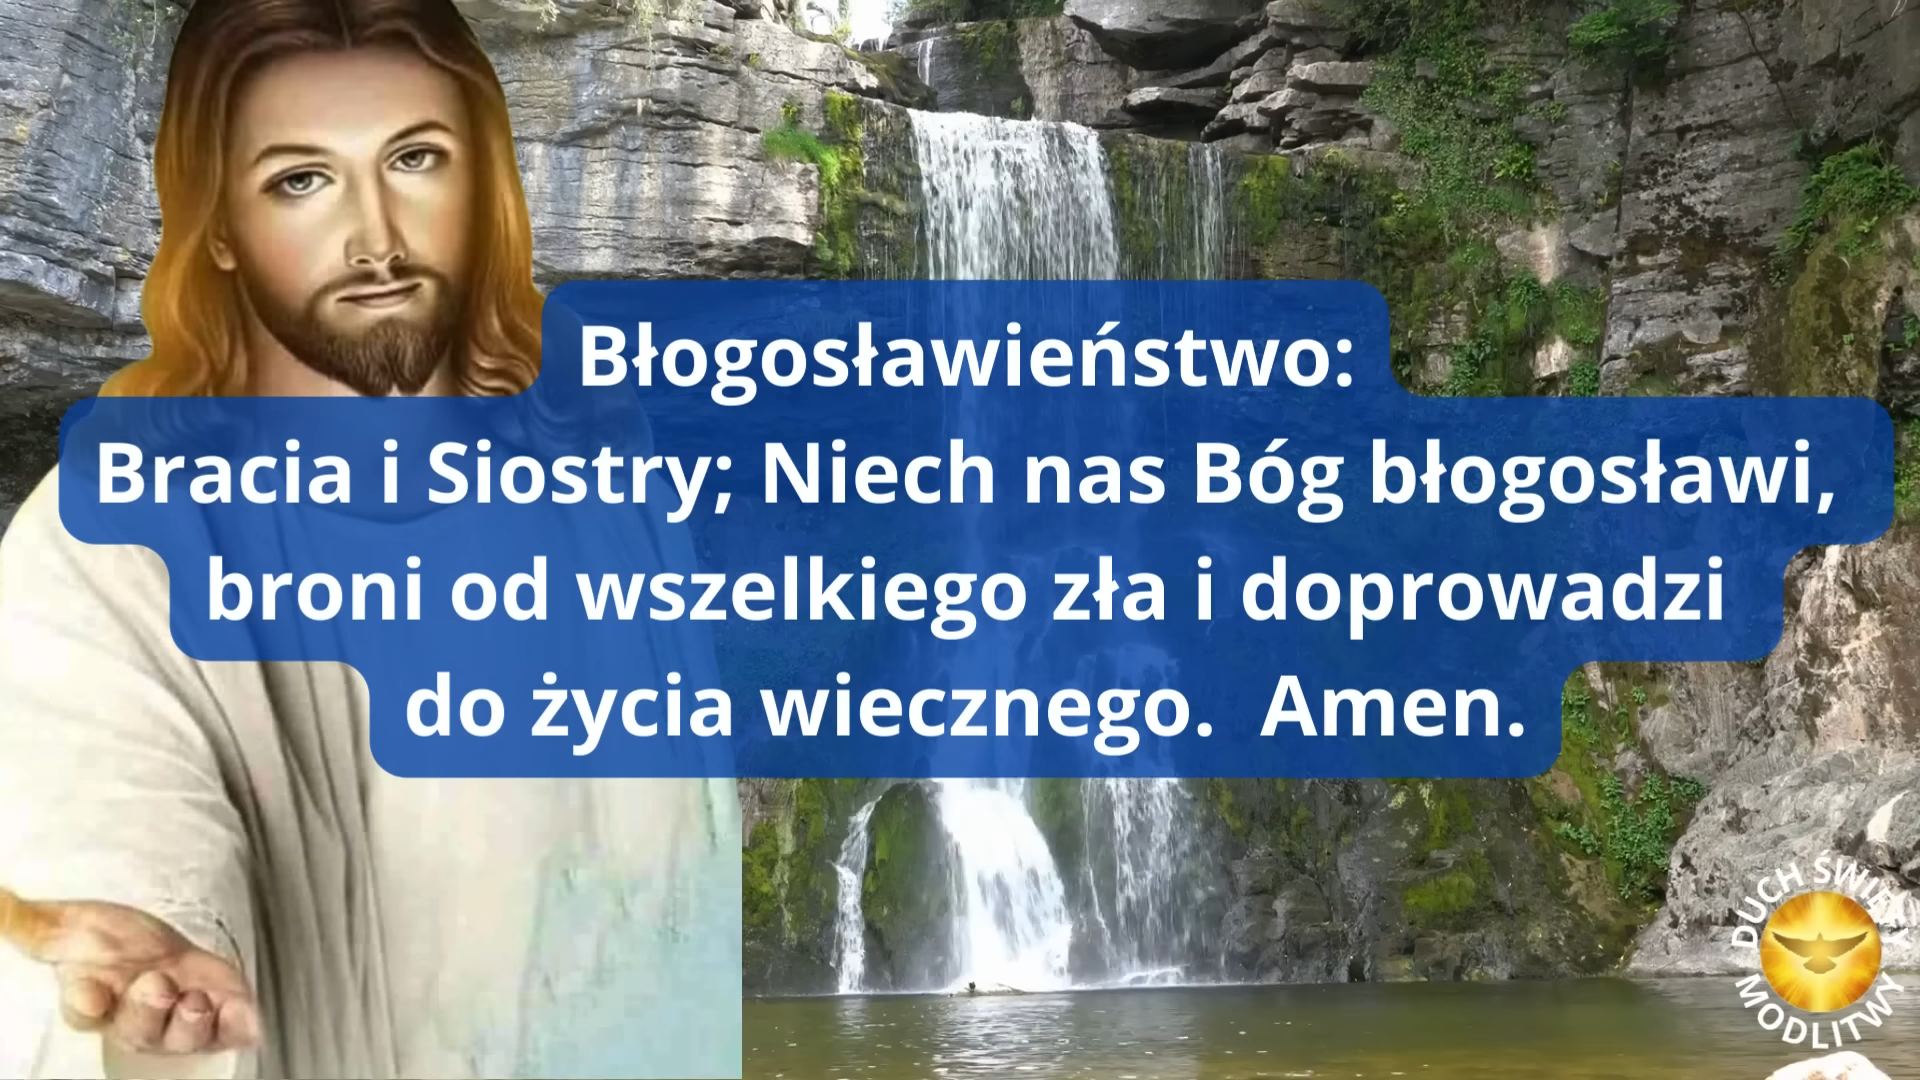 Błogosławieństwo:
Bracia i Siostry; Niech nas Bóg błogosławi,
broni od wszelkiego zła i doprowadzi
do życia wiecznego.  Amen.
DUCH ŚWIĘTY
MODLITWY